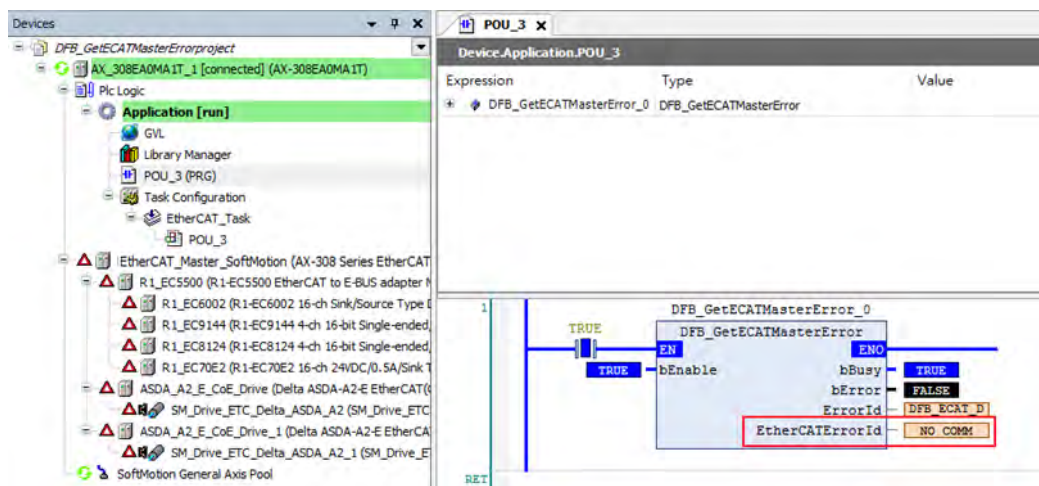 Devices
DFB_GetECATMasterErrorproject
AX_308EA0MA1T_1 [connected] (AX-308EA0MA1T)
Plc Logic
Application [run]
GVL
Library Manager
POU_3 (PRG)
Task Configuration
EtherCAT_Task
POU_3
EtherCAT_Master_SoftMotion (AX-308 Series EtherCAT
R1_EC5500 (R1-EC5500 EtherCAT to E-BUS adapter
R1_EC6002 (R1-EC6002 16-ch Sink/Source Type
R1_EC9144 (R1-EC9144 4-ch 16-bit Single-ended,
R1_EC8124 (R1-EC8124 4-ch 16-bit Single-ended,
R1_EC70E2 (R1-EC70E2 16-ch 24VDC/0.5A/Sink T
ASDA_A2_E_CoE_Drive (Delta ASDA-A2-E EtherCAT(
SM_Drive_ETC_Delta_ASDA_A2 (SM_Drive_ETC
ASDA_A2_E_CoE_Drive_1 (Delta ASDA-A2-E EtherCA
SM_Drive_ETC_Delta_ASDA_A2_1 (SM_Drive_E
SoftMotion General Axis Pool
POU_3
Device.Application.POU_3
Expression Type Value
DFB_GetECATMasterError_0 DFB_GetECATMasterError
1
DFB_GetECATMasterError_0
TRUE DFB_GetECATMasterError
EN ENO
TRUE bEnable bBusy TRUE
bError FALSE
ErrorId DFB_ECAT_D
EtherCATErrorId NO_COMM
RET